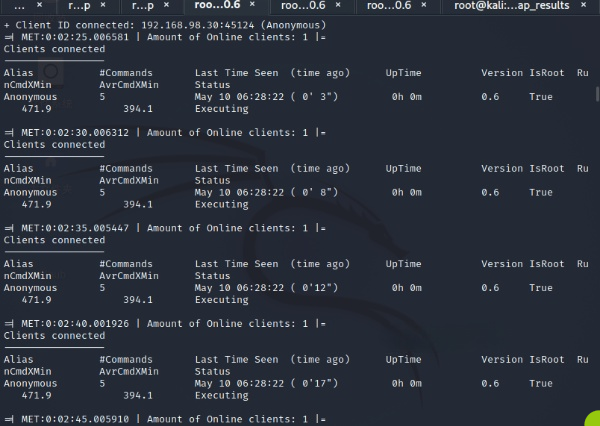 ... × r...p × r...p × roo...0.6 × roo...0.6 × roo...0.6 × root@kali:...ap_results ×
+ Client ID connected: 192.168.98.30:45124 (Anonymous)
=| MET:0:02:25.006581 | Amount of Online clients: 1 |=
Clients connected
Alias #Commands Last Time Seen (time ago) UpTime Version IsRoot Ru
nCmdXMin AvrCmdXMin Status
Anonymous 5 May 10 06:28:22 ( 0' 3") 0h 0m 0.6 True
471.9 394.1 Executing
=| MET:0:02:30.006312 | Amount of Online clients: 1 |=
Clients connected
Alias #Commands Last Time Seen (time ago) UpTime Version IsRoot Ru
nCmdXMin AvrCmdXMin Status
Anonymous 5 May 10 06:28:22 ( 0' 8") 0h 0m 0.6 True
471.9 394.1 Executing
=| MET:0:02:35.005447 | Amount of Online clients: 1 |=
Clients connected
Alias #Commands Last Time Seen (time ago) UpTime Version IsRoot Ru
nCmdXMin AvrCmdXMin Status
Anonymous 5 May 10 06:28:22 ( 0'12") 0h 0m 0.6 True
471.9 394.1 Executing
=| MET:0:02:40.001926 | Amount of Online clients: 1 |=
Clients connected
Alias #Commands Last Time Seen (time ago) UpTime Version IsRoot Ru
nCmdXMin AvrCmdXMin Status
Anonymous 5 May 10 06:28:22 ( 0'17") 0h 0m 0.6 True
471.9 394.1 Executing
=| MET:0:02:45.005910 | Amount of Online clients: 1 |=